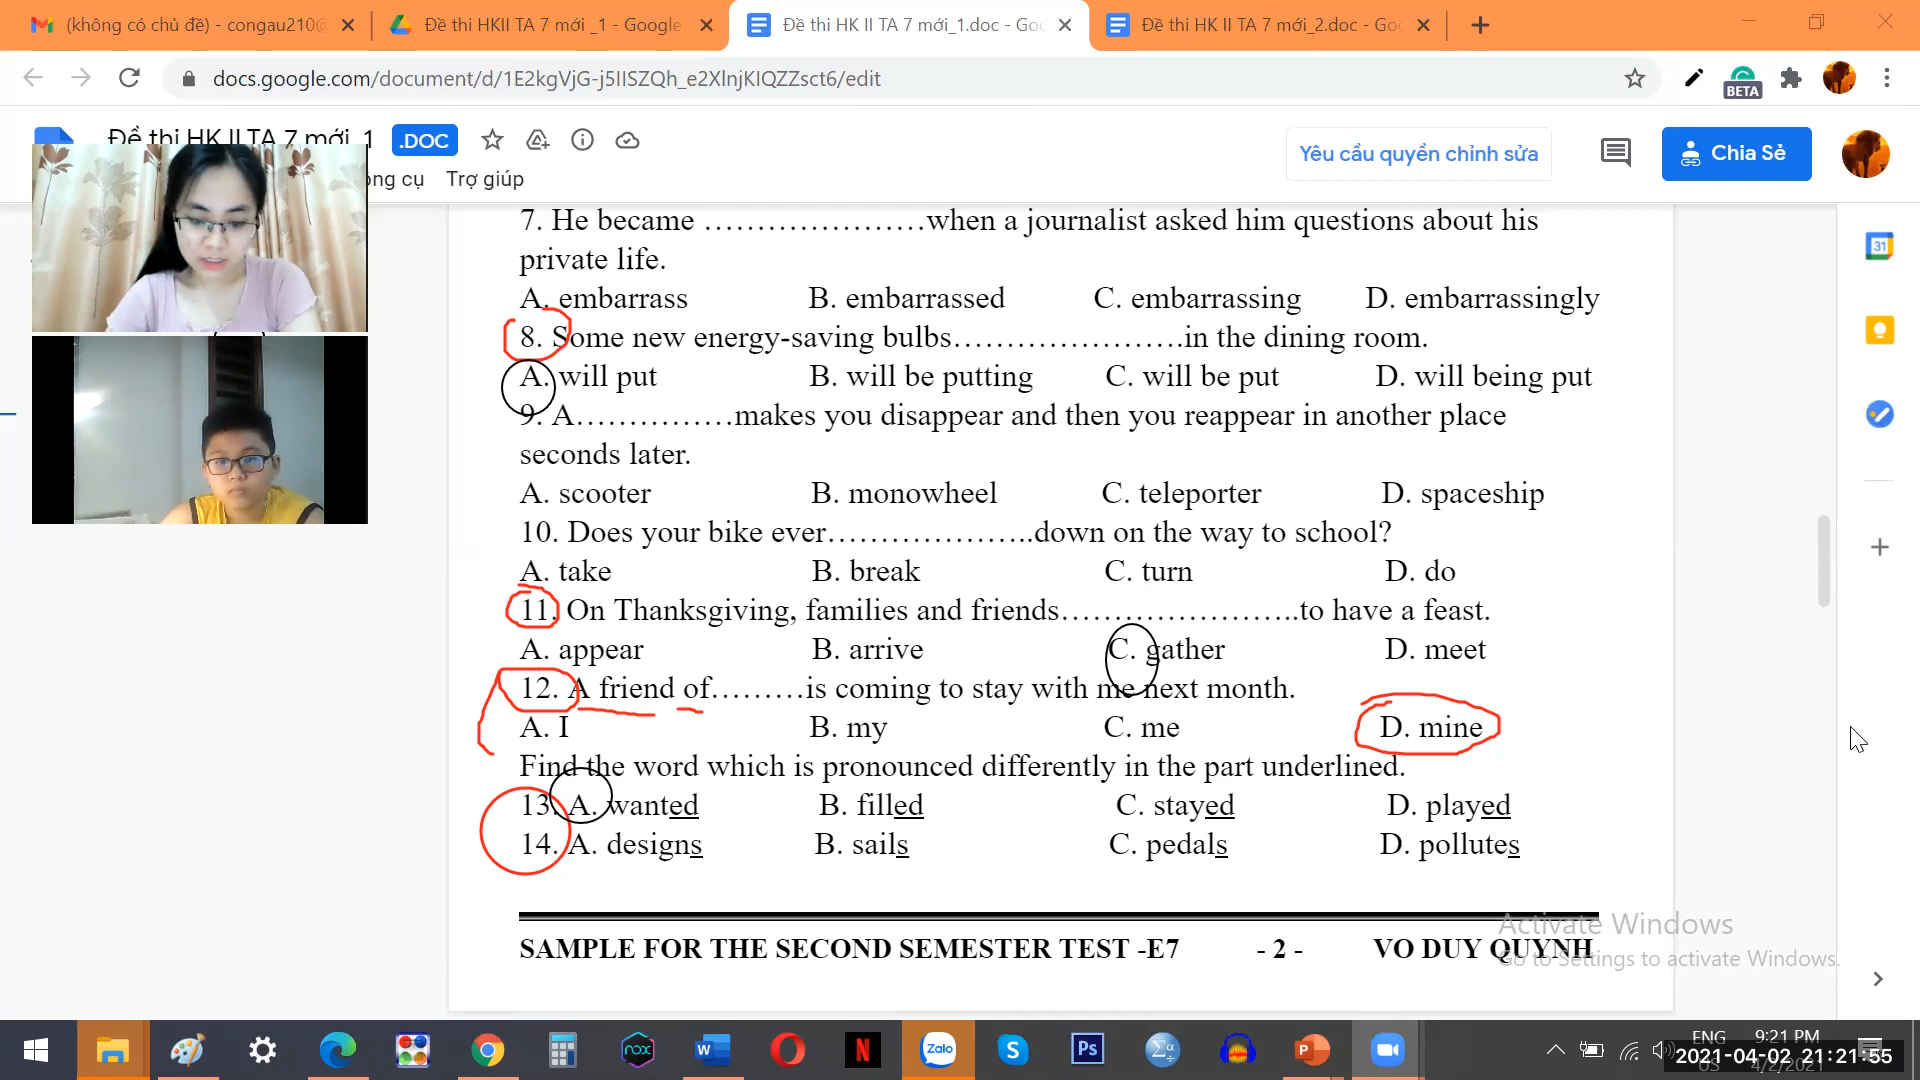 (không có chủ đề) - congau210@
Đề thi HKII TA 7 mới _1 - Google
Đề thi HK II TA 7 mới_1.doc - Goo
Đề thi HK II TA 7 mới_2.doc - Goo
docs.google.com/document/d/1E2kgVjG-j5IISZQh_e2XlnjKIQZZsct6/edit
BETA
Đề thi HK II TA 7 mới_1
.DOC
Yêu cầu quyền chỉnh sửa
Chia Sẻ
ông cụ Trợ giúp
31
7. He became …………………when a journalist asked him questions about his
private life.
A. embarrass B. embarrassed C. embarrassing D. embarrassingly
8. Some new energy-saving bulbs………………….in the dining room.
A. will put B. will be putting C. will be put D. will being put
9. A……………makes you disappear and then you reappear in another place
seconds later.
A. scooter B. monowheel C. teleporter D. spaceship
10. Does your bike ever………………..down on the way to school?
A. take B. break C. turn D. do
11. On Thanksgiving, families and friends…………………..to have a feast.
A. appear B. arrive C. gather D. meet
12. A friend of………is coming to stay with me next month.
A. I B. my C. me D. mine
Find the word which is pronounced differently in the part underlined.
13. A. wanted B. filled C. stayed D. played
14. A. designs B. sails C. pedals D. pollutes
SAMPLE FOR THE SECOND SEMESTER TEST -E7 - 2 - VO DUY QUYNH
Activate Windows
Go to Settings to activate Windows.
nox
W
N
Zalo
S
Ps
Σα
P
ENG
US
9:21 PM
4/2/2021
2021-04-02 21:21:55